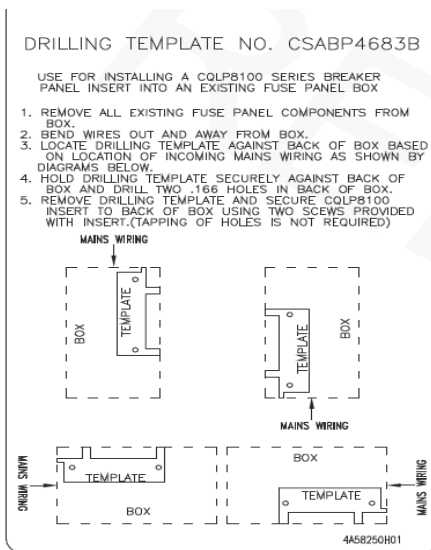 DRILLING TEMPLATE NO. CSABP4683B
USE FOR INSTALLING A CQLP8100 SERIES BREAKER
PANEL INSERT INTO AN EXISTING FUSE PANEL BOX
1. REMOVE ALL EXISTING FUSE PANEL COMPONENTS FROM
BOX.
2. BEND WIRES OUT AND AWAY FROM BOX.
3. LOCATE DRILLING TEMPLATE AGAINST BACK OF BOX BASED
ON LOCATION OF INCOMING MAINS WIRING AS SHOWN BY
DIAGRAMS BELOW.
4. HOLD DRILLING TEMPLATE SECURELY AGAINST BACK OF
BOX AND DRILL TWO .166 HOLES IN BACK OF BOX.
5. REMOVE DRILLING TEMPLATE AND SECURE CQLP8100
INSERT TO BACK OF BOX USING TWO SCEWS PROVIDED
WITH INSERT.(TAPPING OF HOLES IS NOT REQUIRED)
MAINS WIRING
BOX
TEMPLATE
TEMPLATE
BOX
MAINS WIRING
MAINS WIRING
TEMPLATE
BOX
BOX
TEMPLATE
MAINS WIRING
4A58250H01